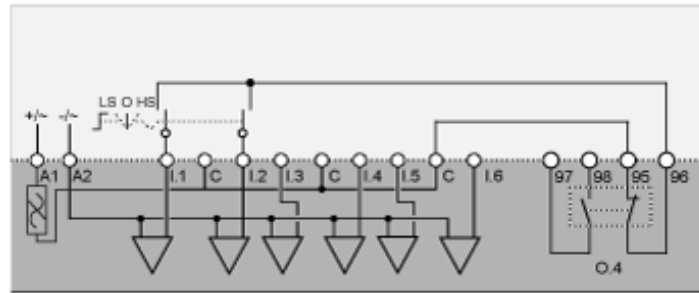 LS O HS
+/~ -/~
A1 A2 I.1 C I.2 I.3 C I.4 I.5 C I.6 97 98 95 96
O.4